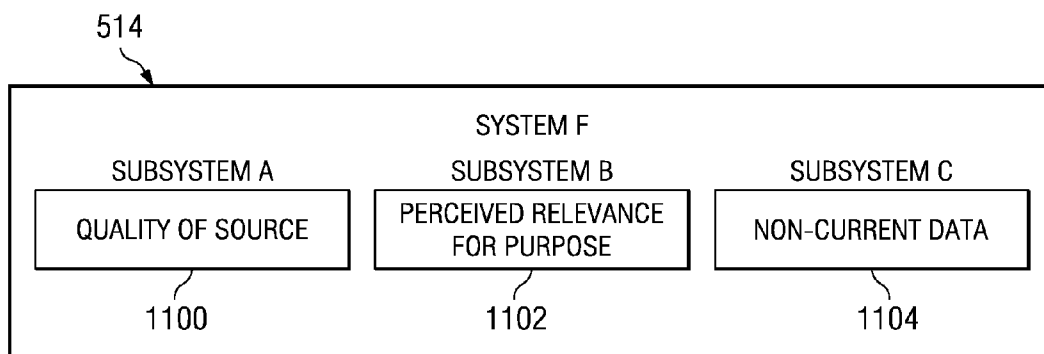 514
SYSTEM F
SUBSYSTEM A
SUBSYSTEM B
SUBSYSTEM C
QUALITY OF SOURCE
PERCEIVED RELEVANCE
FOR PURPOSE
NON-CURRENT DATA
1100
1102
1104